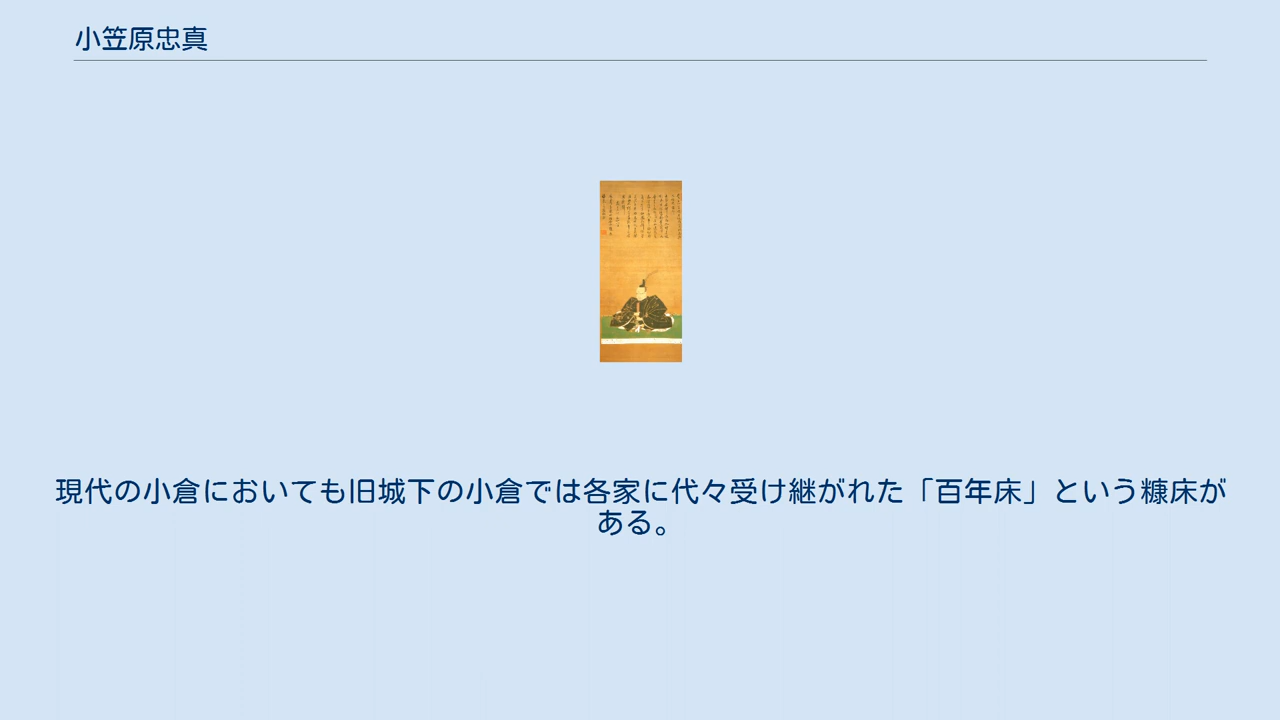 小笠原忠真
現代の小倉においても旧城下の小倉では各家に代々受け継がれた「百年床」という糠床が
ある。